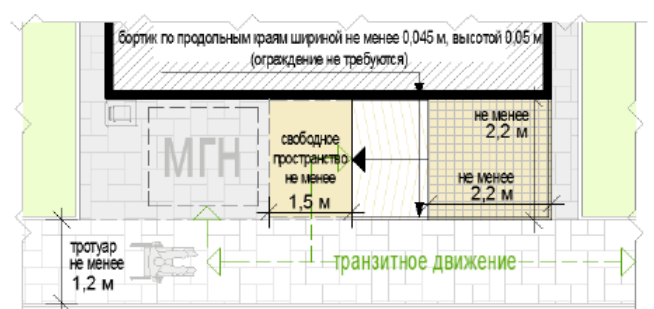 бортик по продольным краям шириной не менее 0,045 м, высотой 0,05 м
(ограждение не требуются)
не менее
2,2 м
МГН
свободное
пространство
не менее
1,5 м
не менее
2,2 м
тротуар
не менее
1,2 м
транзитное движение